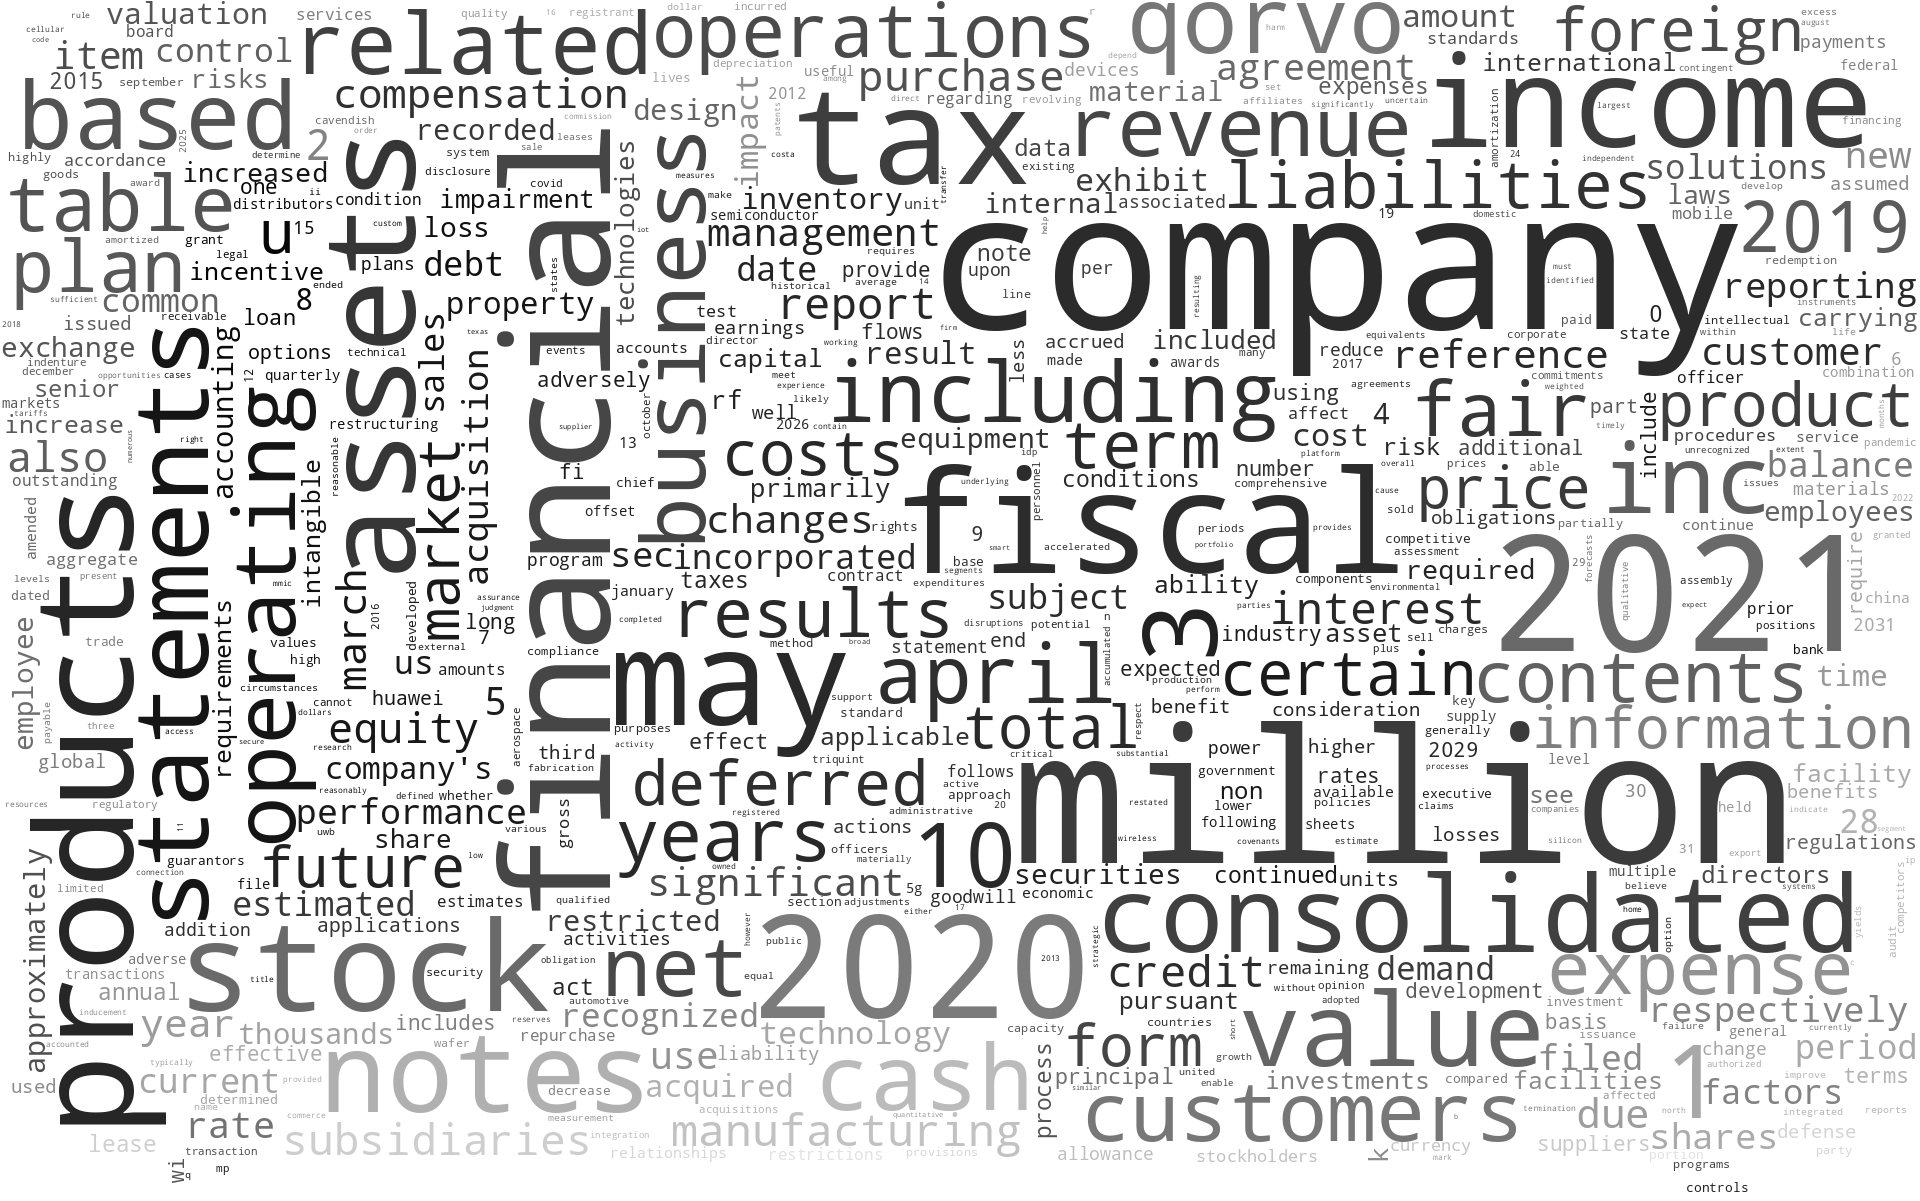 cellular rule valuation services quality 16 registrant dollar incurred r qorvo amount excess august
code board related operations depend harm standards foreign payments
item control lives depreciation useful purchase devices agreement international contingent federal
2015 september risks compensation design impact 2012 among material set expenses
based 2 cavendish order commission recorded leases direct regarding revolving affiliates significantly uncertain income largest financing
2025 system sale tax patents revenue amortization 24 independent
highly accordance determine disclosure covid technologies costa data existing solutions new
goods increased one ii condition impairment business measures exhibit liabilities develop assumed
table award distributors assets financial make inventory unit transfer internal associated 19 domestic laws mobile 2019
amortized grant u 15 custom loss semiconductor management requires note help company
plan legal incentive ended plans debt iot states date provide upon per must redemption
sufficient common 8 property historical average 14 line resulting identified reporting
2018 issued receivable loan texas test report firm 0 instruments
exchange accounting options technical sales events accounts earnings director flows working accrued included equivalents corporate paid state within intellectual carrying life
indenture december opportunities cases 12 quarterly capital result less made awards many reduce 2017 reference customer 6
senior operating adversely meet experience likely including using agreements commitments weighted officer combination
markets tariffs restructuring acquisition october rf well 2026 contain affect 4 fair part include product timely months
increase right supplier 13 costs equipment term cost risk additional procedures service pandemic
also numerous reasonable fi chief primarily idp platform number overall prices able unrecognized extent
outstanding statements intangible market offset underlying personnel conditions comprehensive cause price inc issues balance materials 2022
amended products changes rights fiscal 9 periods provides sold obligations partially continue employees
aggregate march program sec incorporated base smart accelerated portfolio competitive assessment 2021 require granted
levels present mmic developed assurance judgment january taxes contract segments expenditures ability components environmental required 29 forecasts qualitative assembly expect
dated 2016 long completed results subject 3 parties interest prior positions china
trade requirements values external 7 method broad disruptions potential n industry asset sell charges plus 2031
employee high us amounts compliance may statement end april accumulated expected certain bank contents time
circumstances cannot huawei 5 support production perform benefit key
payable three dollars equity aerospace purposes standard respect consideration supply generally information
access secure research third effect activity applicable total critical substantial power higher 2029
global company's fabrication triquint million government rates processes level facility
resources regulatory reasonably defined whether deferred follows active non available executive see 30 held benefits
approximately 11 uwb performance registered administrative approach 20 restated lower policies claims companies indicate
share various gross years actions 10 wireless following covenants sheets estimate losses silicon 31 28 segment
guarantors connection future low officers materially export regulations ip
limited file owned significant 5g goodwill securities economic continued units multiple believe directors systems
estimated estimates qualified section adjustments either 17 consolidated home competitors
addition applications restricted however option yields audit
adverse activities public 2020 2013 strategic
transactions title stock security obligation net equal credit remaining demand expense c
annual act without opinion development
inducement automotive reserves pursuant adopted investment respectively
year thousands includes recognized technology capacity countries short value basis failure general currently
accounted wafer repurchase form issuance
typically effective notes use liability cash growth filed change period
used current provided decrease acquired process principal united enable investments compared facilities 1 authorized improve terms
determined similar affected factors
name commerce measurement acquisitions quantitative customers b termination due north integrated reports
rate subsidiaries integration manufacturing shares defense
lease transaction relationships restrictions provisions allowance stockholders k currency mark suppliers portion party
wi q mp programs
controls